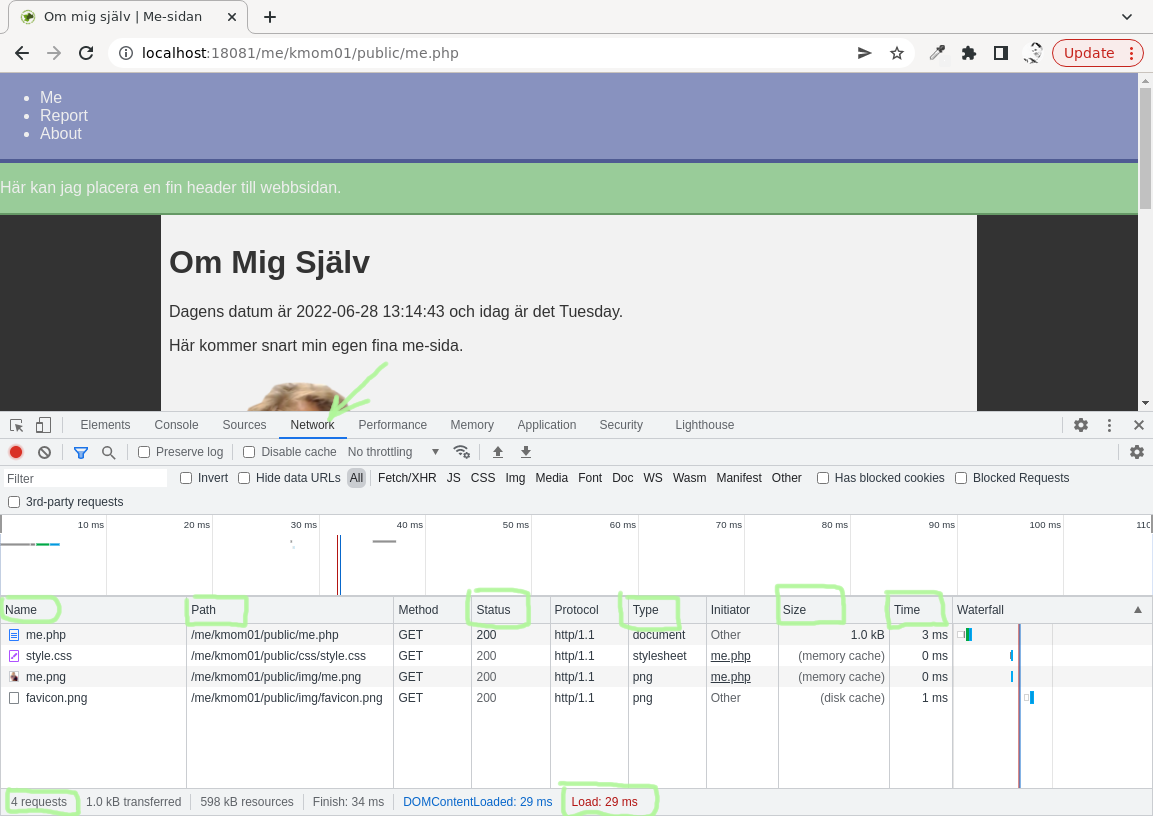 Om mig själv | Me-sidan
localhost:18081/me/kmom01/public/me.php
Update
Me
Report
About
Här kan jag placera en fin header till webbsidan.
Om Mig Själv
Dagens datum är 2022-06-28 13:14:43 och idag är det Tuesday.
Här kommer snart min egen fina me-sida.
Elements Console Sources Network Performance Memory Application Security Lighthouse
Preserve log Disable cache No throttling
Filter Invert Hide data URLs All Fetch/XHR JS CSS Img Media Font Doc WS Wasm Manifest Other Has blocked cookies Blocked Requests
3rd-party requests
10 ms 20 ms 30 ms 40 ms 50 ms 60 ms 70 ms 80 ms 90 ms 100 ms 110
Name Path Method Status Protocol Type Initiator Size Time Waterfall
me.php /me/kmom01/public/me.php GET 200 http/1.1 document Other 1.0 kB 3 ms
style.css /me/kmom01/public/css/style.css GET 200 http/1.1 stylesheet me.php (memory cache) 0 ms
me.png /me/kmom01/public/img/me.png GET 200 http/1.1 png me.php (memory cache) 0 ms
favicon.png /me/kmom01/public/img/favicon.png GET 200 http/1.1 png Other (disk cache) 1 ms
4 requests 1.0 kB transferred 598 kB resources Finish: 34 ms DOMContentLoaded: 29 ms Load: 29 ms